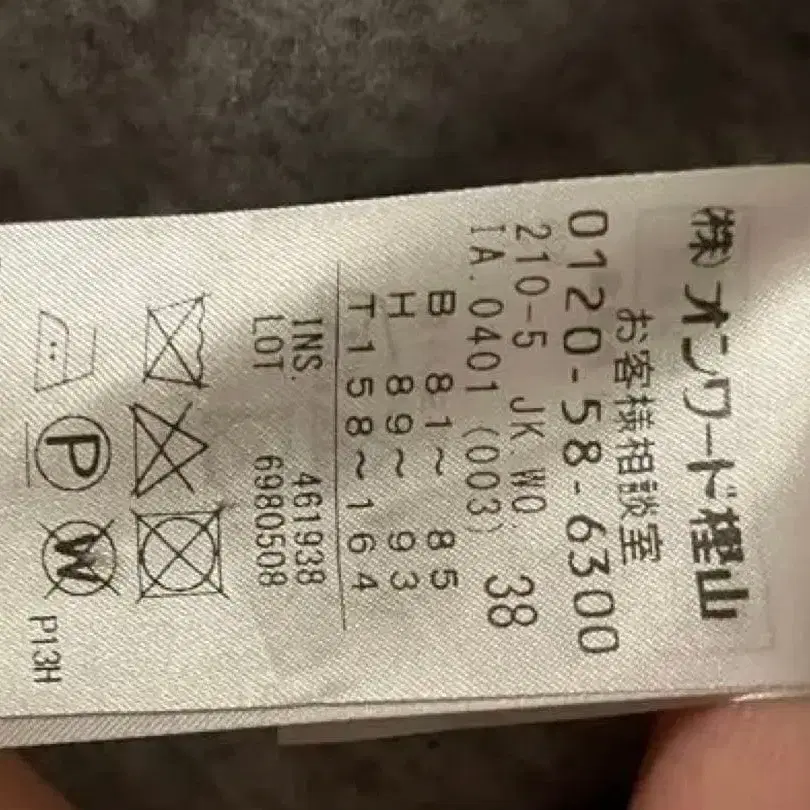 (株)オンワード樫山
お客様相談室
0120-58-6300
210-5 JK.WO.
IA.0401 (003) 38
B 81～ 85
H 89～ 93
T158～164
INS. 461938
LOT 6980508
P
W
P13H